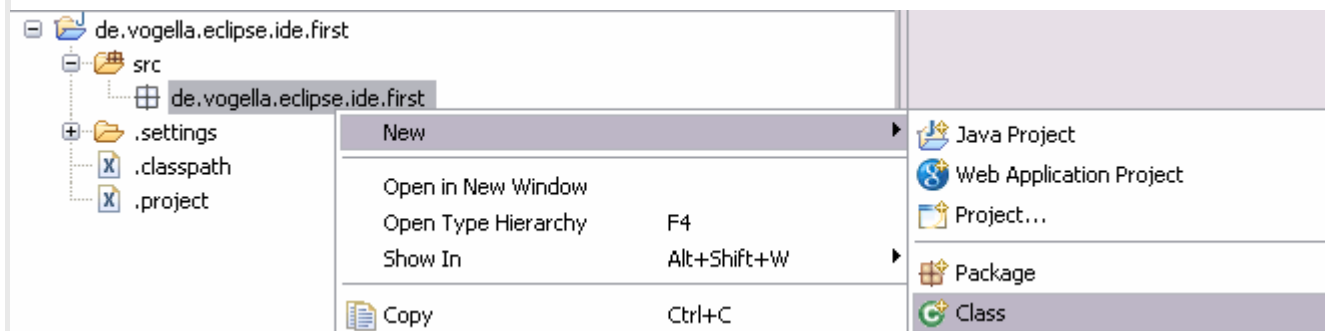 de.vogella.eclipse.ide.first
src
de.vogella.eclipse.ide.first
.settings
.classpath
.project
New
Open in New Window
Open Type Hierarchy F4
Show In Alt+Shift+W
Copy Ctrl+C
Java Project
Web Application Project
Project...
Package
Class